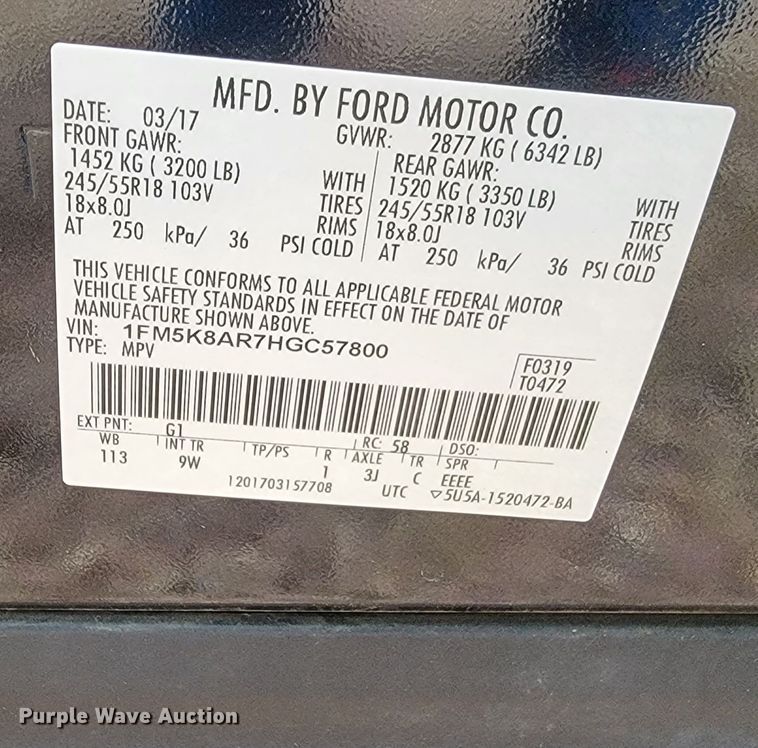 MFD. BY FORD MOTOR CO.
DATE: 03/17 GVWR: 2877 KG ( 6342 LB)
FRONT GAWR: REAR GAWR:
1452 KG ( 3200 LB) WITH 1520 KG ( 3350 LB) WITH
245/55R18 103V TIRES 245/55R18 103V TIRES
18x8.0J RIMS 18x8.0J RIMS
AT 250 kPa/ 36 PSI COLD AT 250 kPa/ 36 PSI COLD
THIS VEHICLE CONFORMS TO ALL APPLICABLE FEDERAL MOTOR
VEHICLE SAFETY STANDARDS IN EFFECT ON THE DATE OF
MANUFACTURE SHOWN ABOVE.
VIN: 1FM5K8AR7HGC57800
TYPE: MPV
F0319
T0472
EXT PNT: G1 RC: 58 DSO:
WB INT TR TP/PS R AXLE TR SPR
113 9W 1 3J C EEEE
1201703157708 UTC ▽5U5A-1520472-BA
Purple Wave Auction